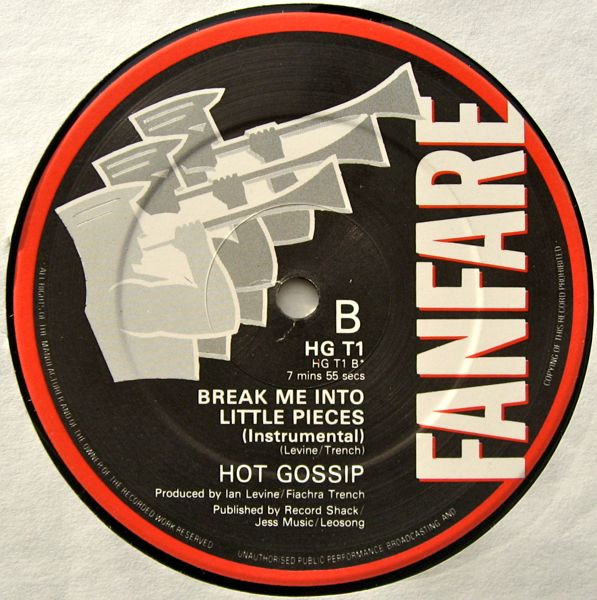 FANFARE
B
HG T1
HG T1 B*
7 mins 55 secs
BREAK ME INTO
LITTLE PIECES
(Instrumental)
(Levine/Trench)
HOT GOSSIP
Produced by Ian Levine/Fiachra Trench
Published by Record Shack/
Jess Music/Leosong
ALL RIGHTS OF THE MANUFACTURER AND OF THE OWNER OF THE RECORDED WORK RESERVED
UNAUTHORISED PUBLIC PERFORMANCE BROADCASTING AND
COPYING OF THIS RECORD PROHIBITED